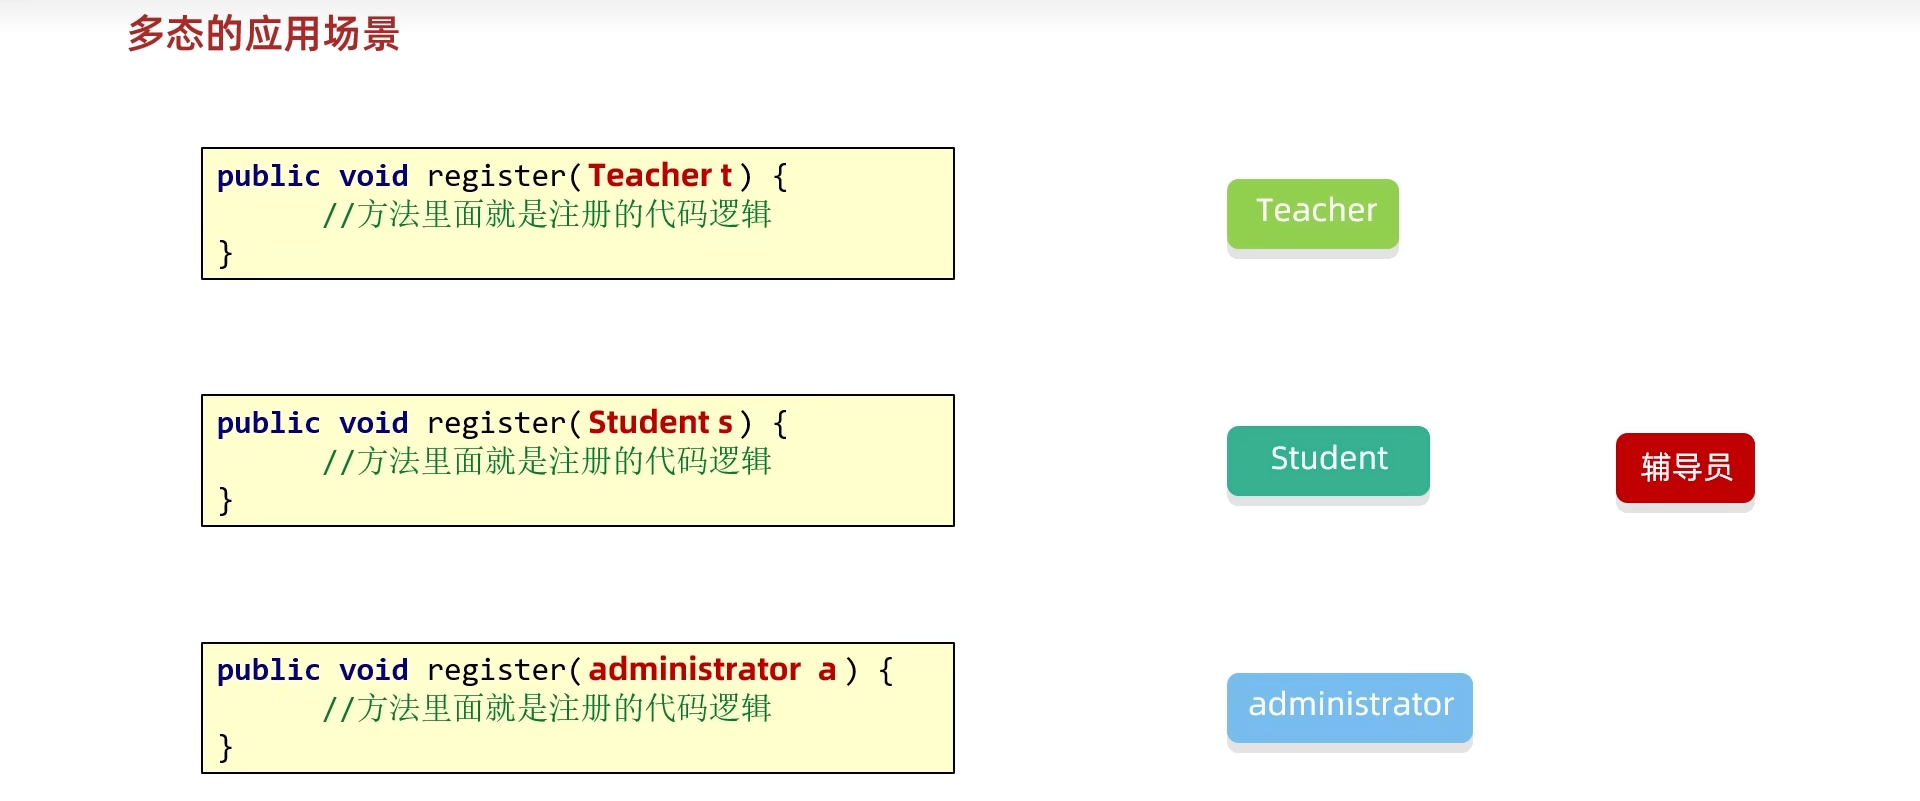 多态的应用场景
public void register(Teacher t) {
//方法里面就是注册的代码逻辑
}
Teacher
public void register(Student s) {
//方法里面就是注册的代码逻辑
}
Student
辅导员
public void register(administrator a) {
//方法里面就是注册的代码逻辑
}
administrator